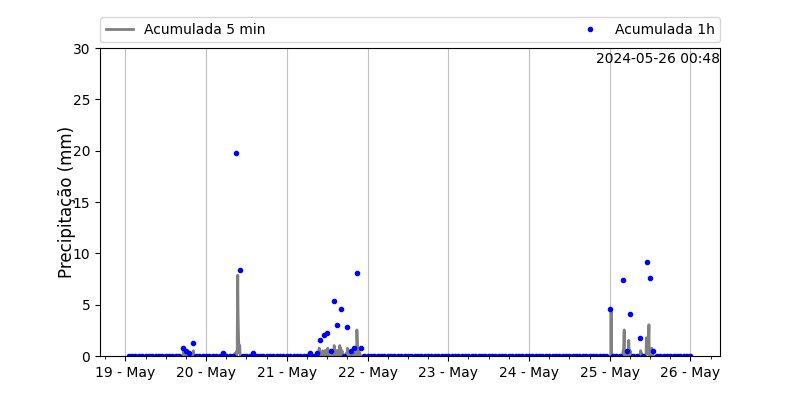 Acumulada 5 min
Acumulada 1h
2024-05-26 00:48
Precipitação (mm)
30
25
20
15
10
5
0
19 - May 20 - May 21 - May 22 - May 23 - May 24 - May 25 - May 26 - May